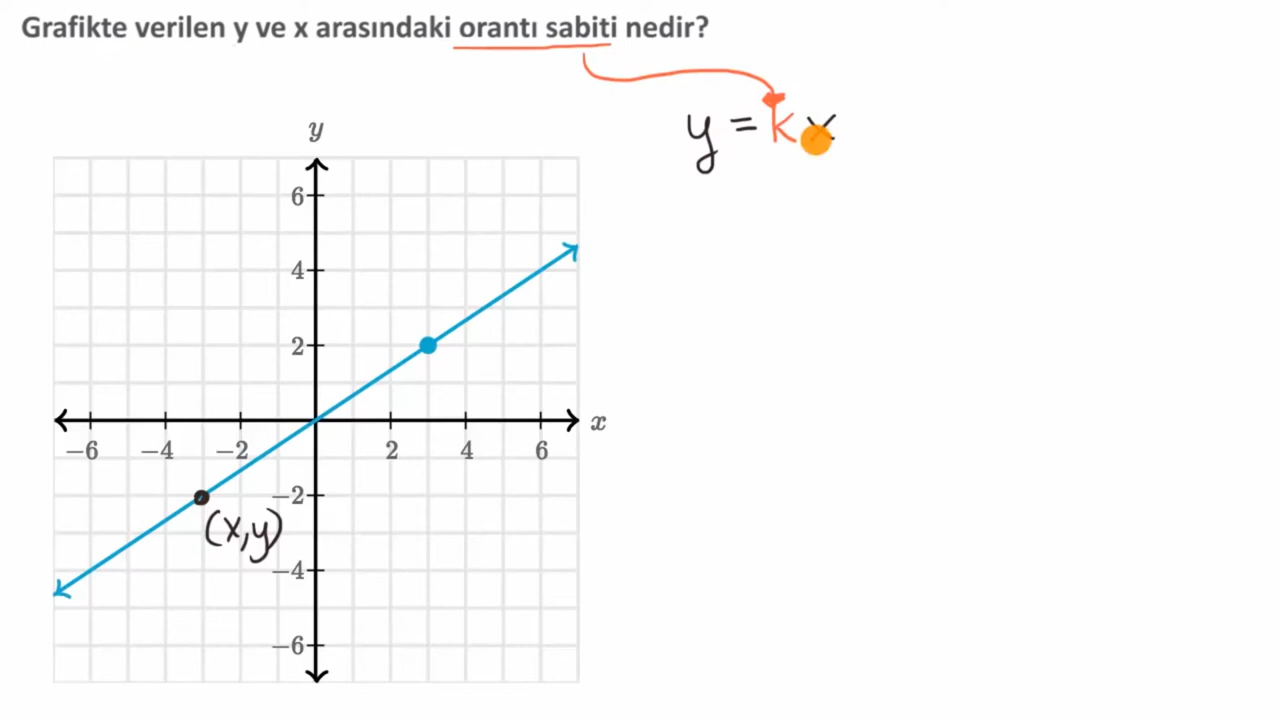 Grafikte verilen y ve x arasındaki orantı sabiti nedir?
y = kx
y
6
4
2
x
−6 −4 −2 2 4 6
−2
(x,y)
−4
−6